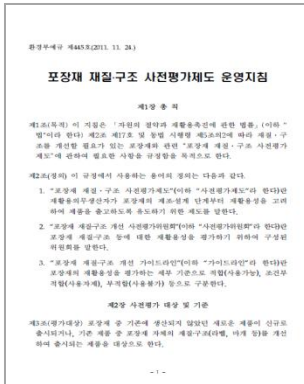 환경부예규 제445호(2011. 11. 24.)
포장재 재질·구조 사전평가제도 운영지침
제1장 총 칙
제1조(목적) 이 지침은 「자원의 절약과 재활용촉진에 관한 법률」(이하 "
법"이라 한다) 제2조 제17호 및 동법 시행령 제5조의2에 따라 재질·구
조를 개선할 필요가 있는 포장재와 관련 "포장재 재질·구조 사전평가
제도"에 관하여 필요한 사항을 규정함을 목적으로 한다.
제2조(정의) 이 규정에서 사용하는 용어의 정의는 다음과 같다.
1. "포장재 재질·구조 사전평가제도"(이하 "사전평가제도"라 한다)란
재활용의무생산자가 포장재의 제조·설계 단계부터 재활용성을 고려
하여 제품을 출고하도록 유도하기 위한 제도를 말한다.
2. "포장재 재질·구조 개선 사전평가위원회"(이하 "사전평가위원회"라 한다)란
포장재 재질·구조 등에 대한 재활용성을 평가하기 위하여 구성된
위원회를 말한다.
3. "포장재 재질·구조 개선 가이드라인"(이하 "가이드라인"라 한다)란
포장재의 재활용성을 평가하는 세부 기준으로 적합(사용가능), 조건부
적합(사용자제), 부적합(사용불가) 등으로 구분한다.
제2장 사전평가 대상 및 기준
제3조(평가대상) 포장재 중 기존에 생산되지 않았던 새로운 제품이 신규로
출시되거나, 기존 제품 중 포장재 자체의 재질·구조(라벨, 마개 등)를 개선
하여 출시되는 제품을 대상으로 한다.
- 1 -